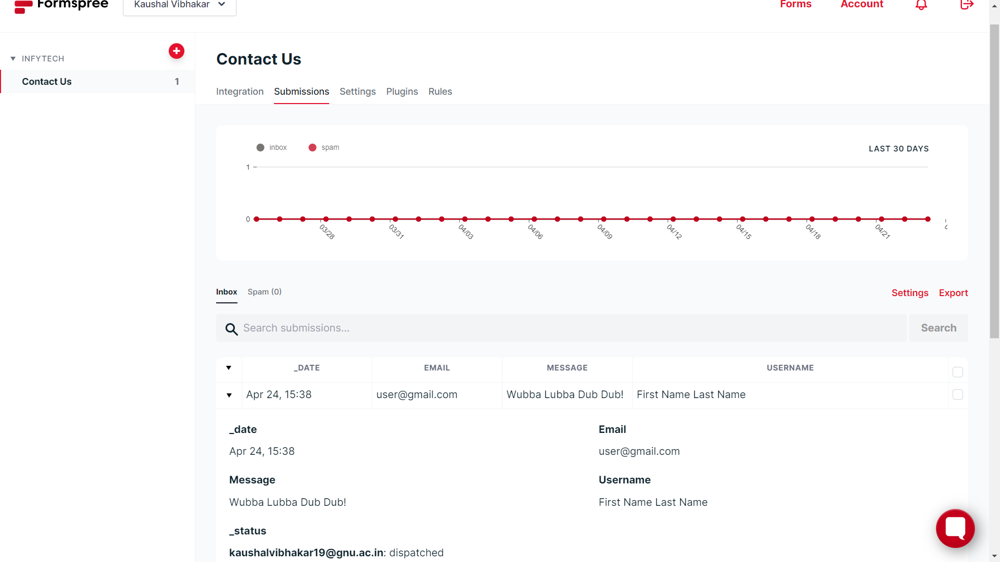 Formspree
Kaushal Vibhakar
Forms
Account
INFYTECH
Contact Us 1
Contact Us
Integration Submissions Settings Plugins Rules
inbox spam
LAST 30 DAYS
1
0
03/28 03/31 04/03 04/06 04/09 04/12 04/15 04/18 04/21
Inbox Spam (0)
Settings Export
Search submissions...
Search
_DATE EMAIL MESSAGE USERNAME
Apr 24, 15:38 user@gmail.com Wubba Lubba Dub Dub! First Name Last Name
_date Email
Apr 24, 15:38 user@gmail.com
Message Username
Wubba Lubba Dub Dub! First Name Last Name
_status
kaushalvibhakar19@gnu.ac.in: dispatched